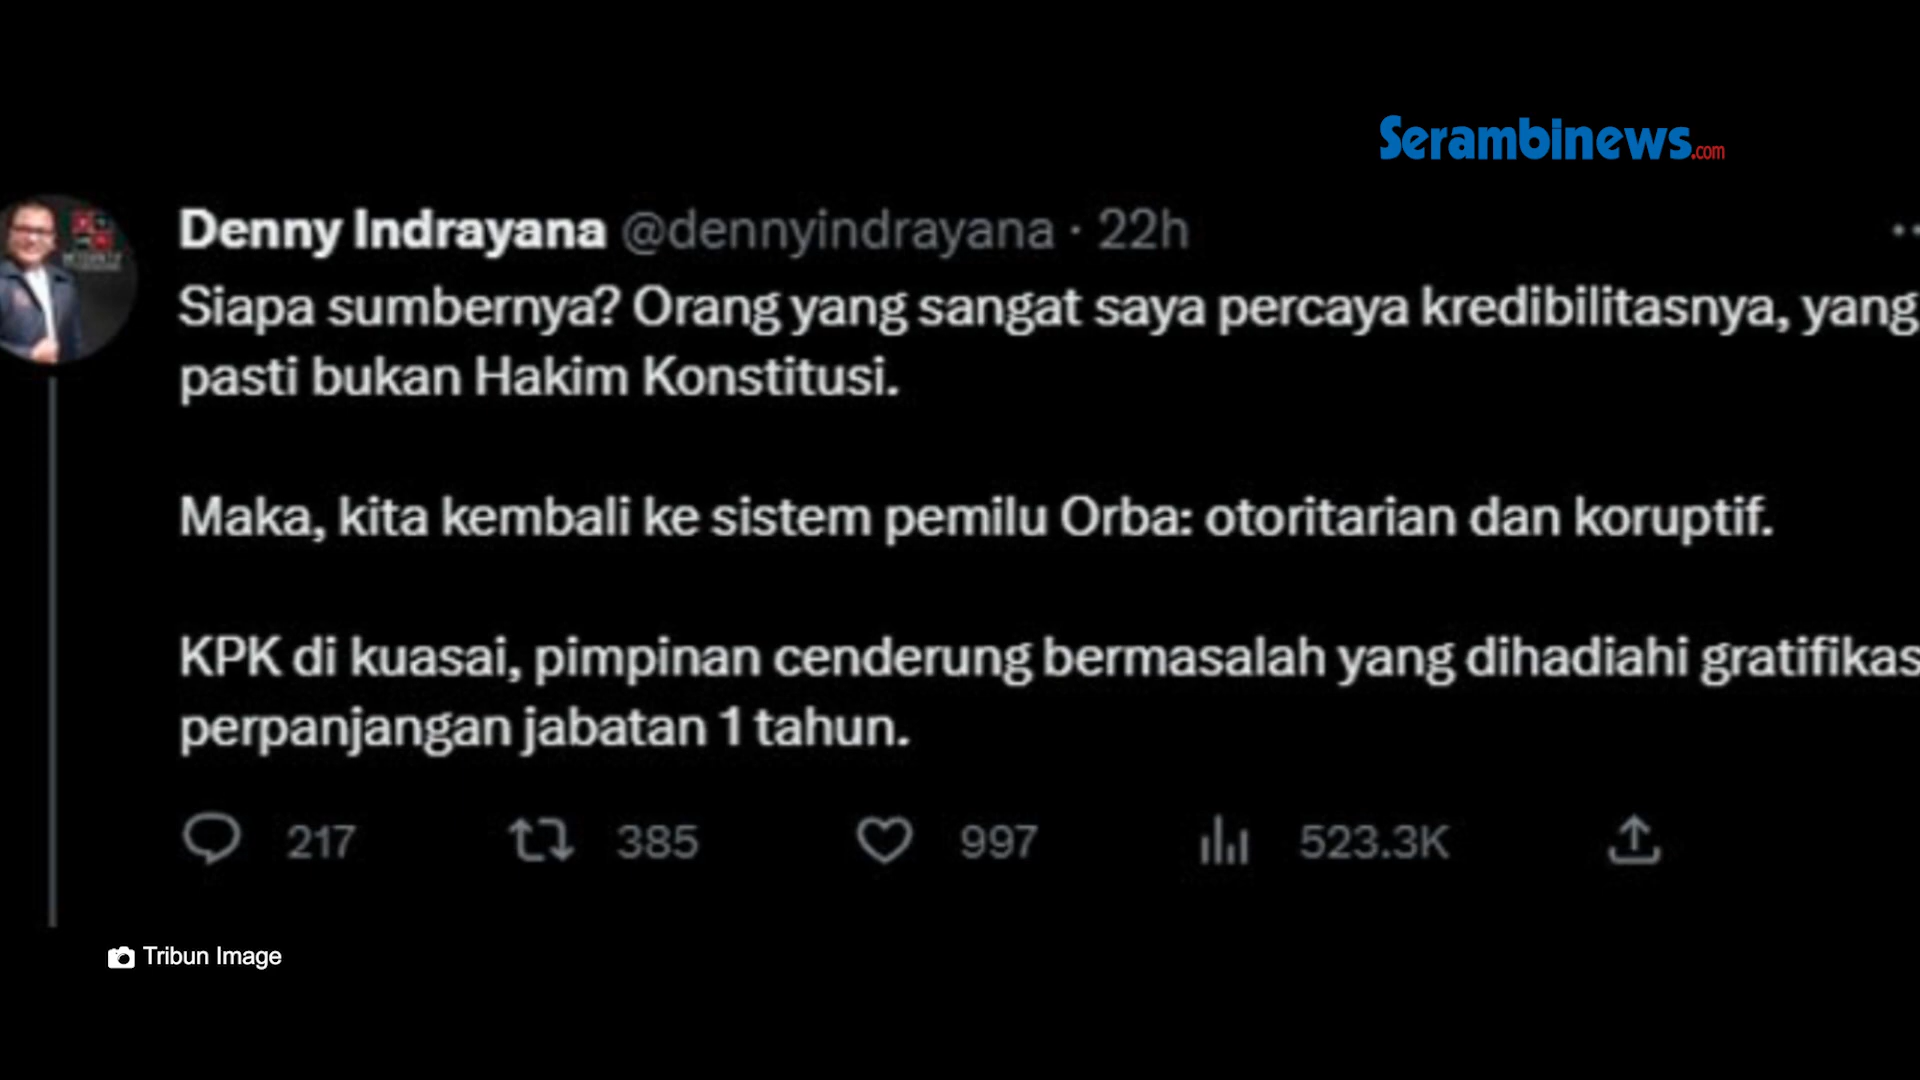 Serambinews.com
Denny Indrayana @dennyindrayana · 22h
Siapa sumbernya? Orang yang sangat saya percaya kredibilitasnya, yang
pasti bukan Hakim Konstitusi.
Maka, kita kembali ke sistem pemilu Orba: otoritarian dan koruptif.
KPK di kuasai, pimpinan cenderung bermasalah yang dihadiahi gratifikas
perpanjangan jabatan 1 tahun.
217 385 997 523.3K
Tribun Image